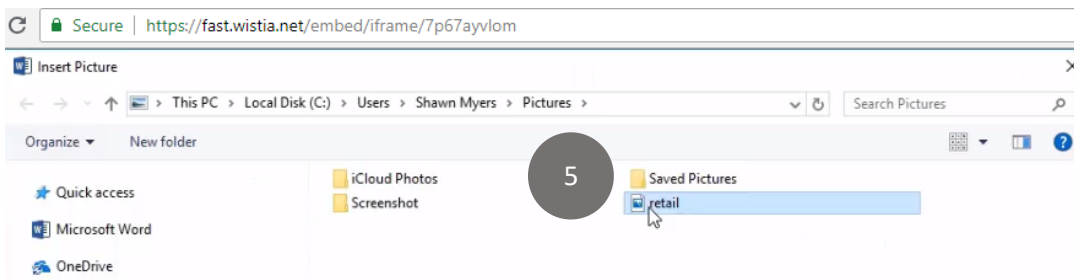 Secure | https://fast.wistia.net/embed/iframe/7p67ayvlom
Insert Picture
This PC > Local Disk (C:) > Users > Shawn Myers > Pictures >
Search Pictures
Organize
New folder
5
Quick access
iCloud Photos
Saved Pictures
Screenshot
retail
Microsoft Word
OneDrive